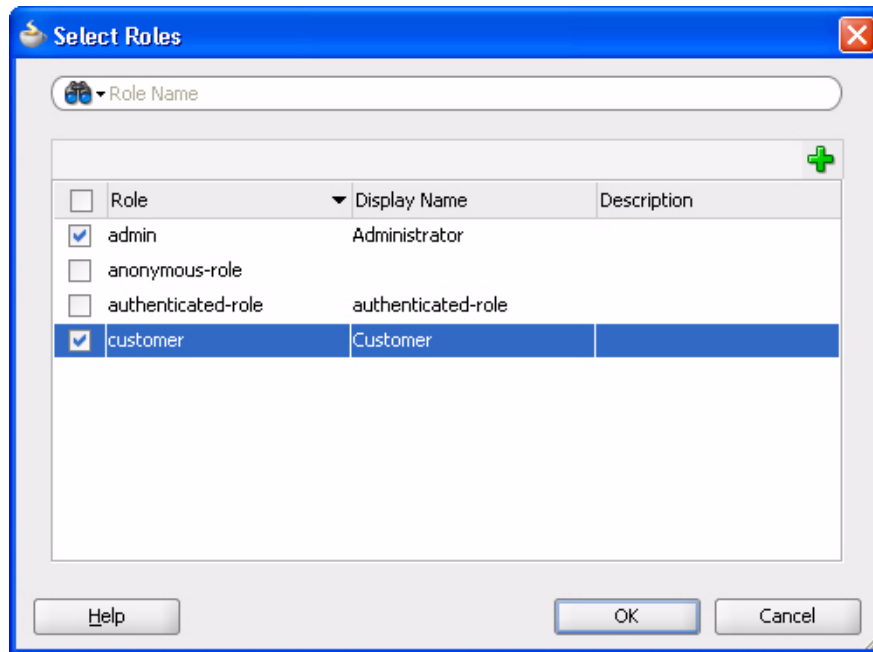 Select Roles
Role Name
Role Display Name Description
admin Administrator
anonymous-role
authenticated-role authenticated-role
customer Customer
Help OK Cancel